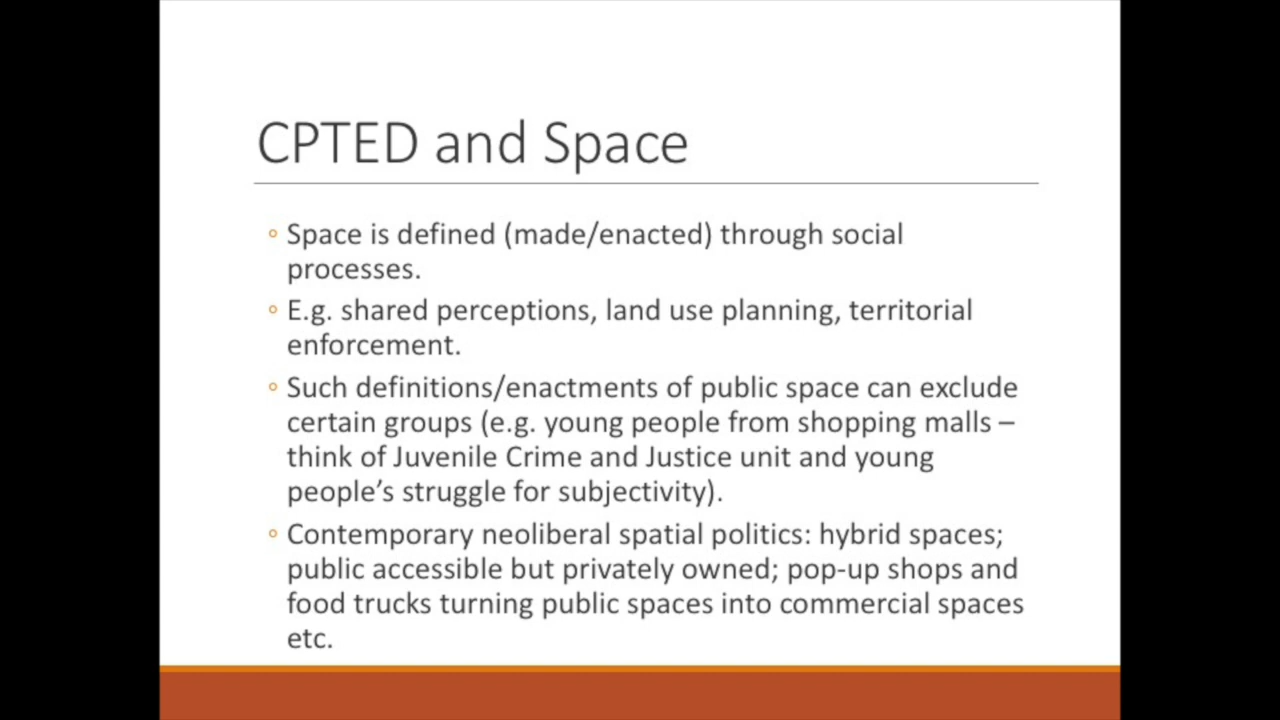 CPTED and Space
◦ Space is defined (made/enacted) through social
processes.
◦ E.g. shared perceptions, land use planning, territorial
enforcement.
◦ Such definitions/enactments of public space can exclude
certain groups (e.g. young people from shopping malls –
think of Juvenile Crime and Justice unit and young
people’s struggle for subjectivity).
◦ Contemporary neoliberal spatial politics: hybrid spaces;
public accessible but privately owned; pop-up shops and
food trucks turning public spaces into commercial spaces
etc.